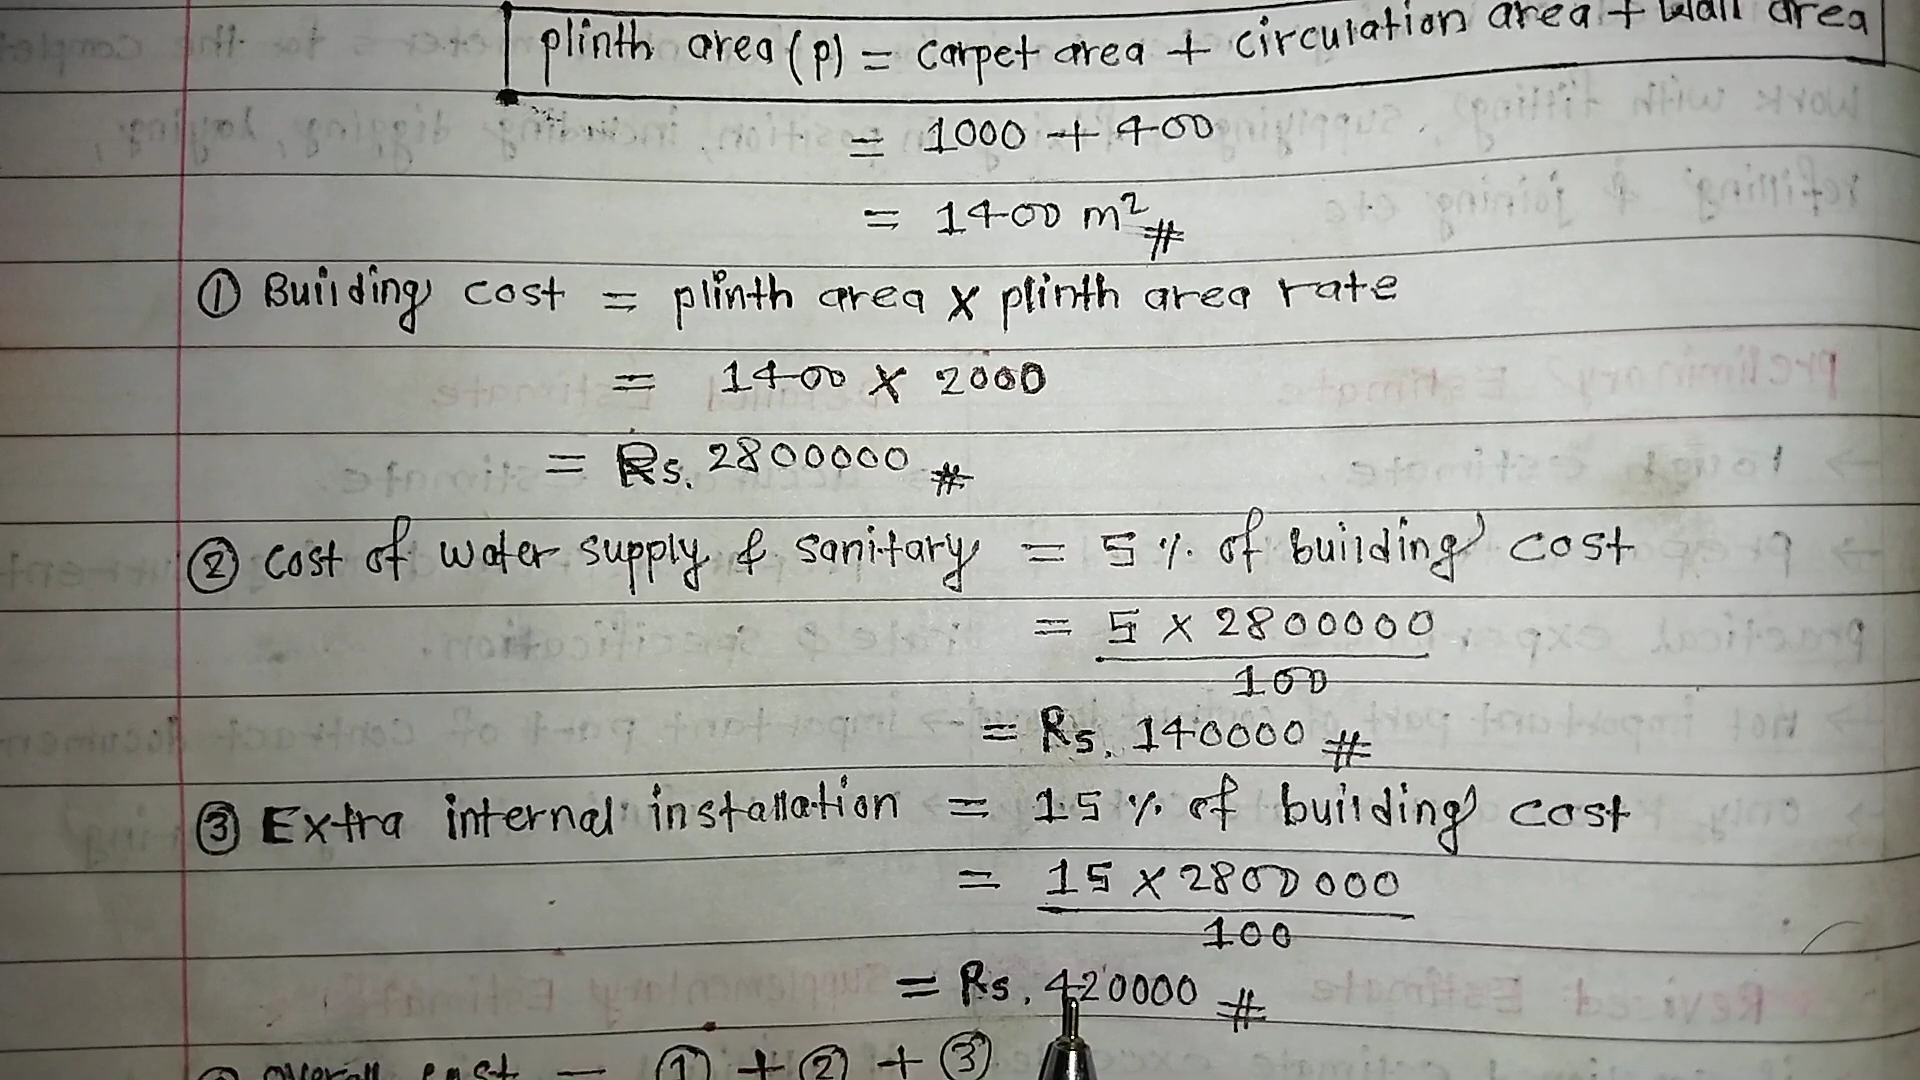 plinth area (p) = carpet area + circulation area + wall area
= 1000 + 400
= 1400 m² #
① Building cost = plinth area x plinth area rate
= 1400 x 2000
= Rs. 2800000 #
② cost of water supply & sanitary = 5 % of building cost
= 5 x 2800000
100
= Rs. 140000 #
③ Extra internal installation = 15 % of building cost
= 15 x 2800000
100
= Rs. 420000 #
overall cost = ① + ② + ③